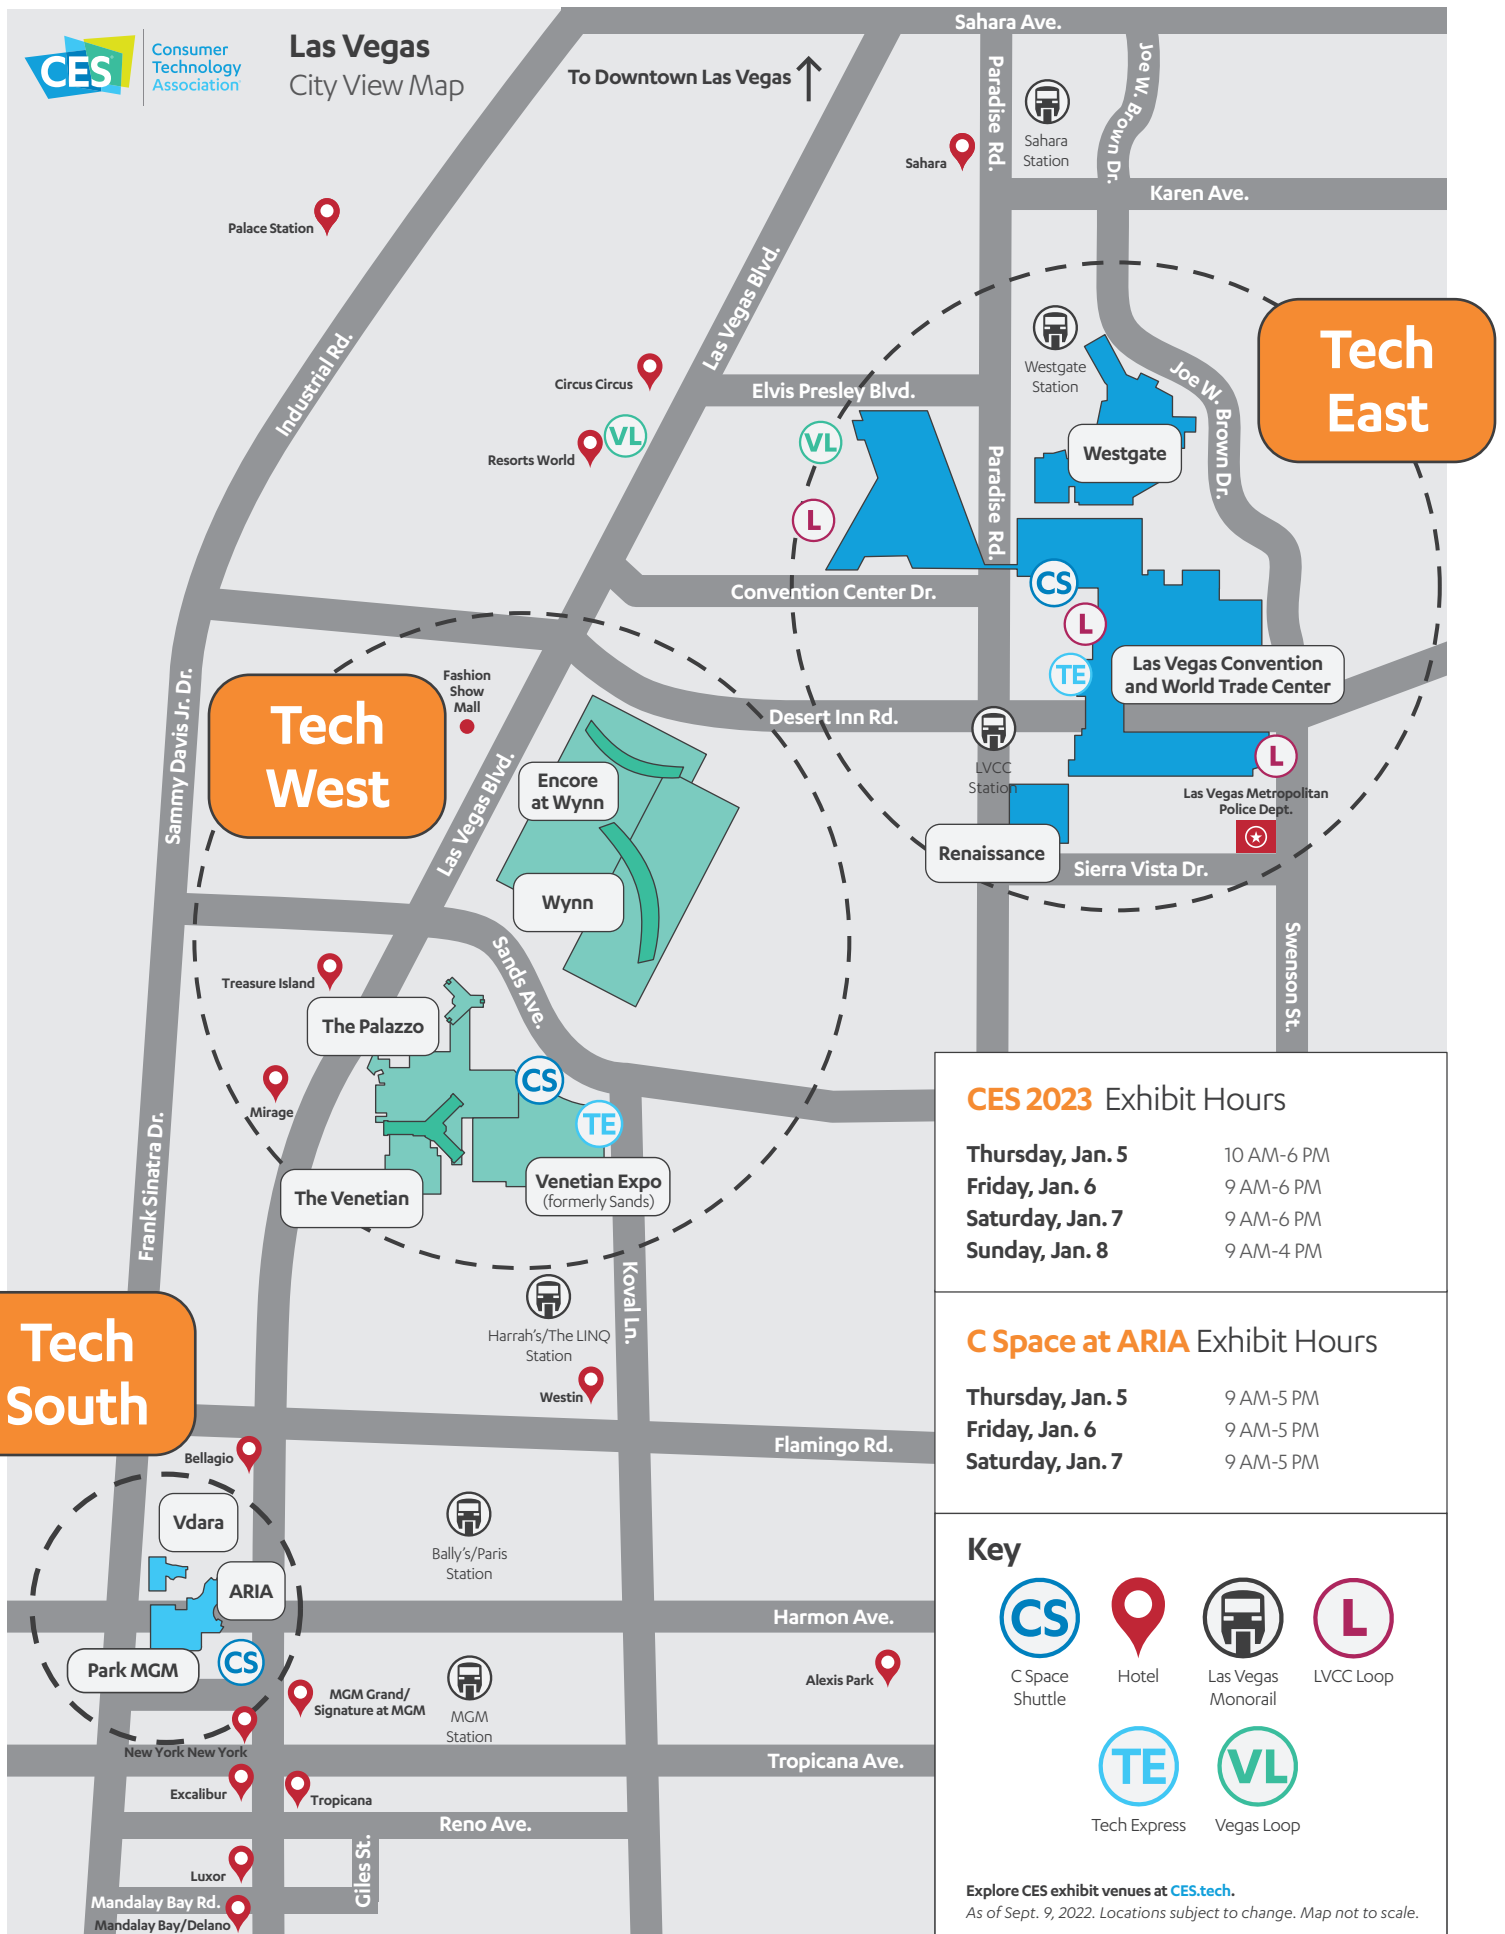 CES
Consumer
Technology
Association
Las Vegas
City View Map
To Downtown Las Vegas
Sahara Ave.
Paradise Rd.
Joe W. Brown Dr.
Sahara
Station
Sahara
Karen Ave.
Palace Station
Las Vegas Blvd.
Industrial Rd.
Westgate
Station
Tech
East
Circus Circus
Elvis Presley Blvd.
Joe W. Brown Dr.
VL
Resorts World
VL
Westgate
Paradise Rd.
L
CS
Convention Center Dr.
L
TE
Las Vegas Convention
and World Trade Center
Sammy Davis Jr. Dr.
Fashion
Show
Mall
Tech
West
Desert Inn Rd.
LVCC
Station
L
Las Vegas Metropolitan
Police Dept.
Las Vegas Blvd.
Encore
at Wynn
Renaissance
Sierra Vista Dr.
Wynn
Swenson St.
Sands Ave.
Treasure Island
The Palazzo
CS
Mirage
TE
Frank Sinatra Dr.
The Venetian
Venetian Expo
(formerly Sands)
Koval Ln.
Harrah's/The LINQ
Station
Tech
South
Westin
Flamingo Rd.
Bellagio
Vdara
Bally's/Paris
Station
ARIA
Harmon Ave.
Park MGM
CS
Alexis Park
MGM Grand/
Signature at MGM
MGM
Station
New York New York
Tropicana Ave.
Excalibur
Tropicana
Reno Ave.
Giles St.
Luxor
Mandalay Bay Rd.
Mandalay Bay/Delano
CES 2023 Exhibit Hours
Thursday, Jan. 5 10 AM-6 PM
Friday, Jan. 6 9 AM-6 PM
Saturday, Jan. 7 9 AM-6 PM
Sunday, Jan. 8 9 AM-4 PM
C Space at ARIA Exhibit Hours
Thursday, Jan. 5 9 AM-5 PM
Friday, Jan. 6 9 AM-5 PM
Saturday, Jan. 7 9 AM-5 PM
Key
CS
C Space
Shuttle
Hotel
Las Vegas
Monorail
L
LVCC Loop
TE
Tech Express
VL
Vegas Loop
Explore CES exhibit venues at CES.tech.
As of Sept. 9, 2022. Locations subject to change. Map not to scale.